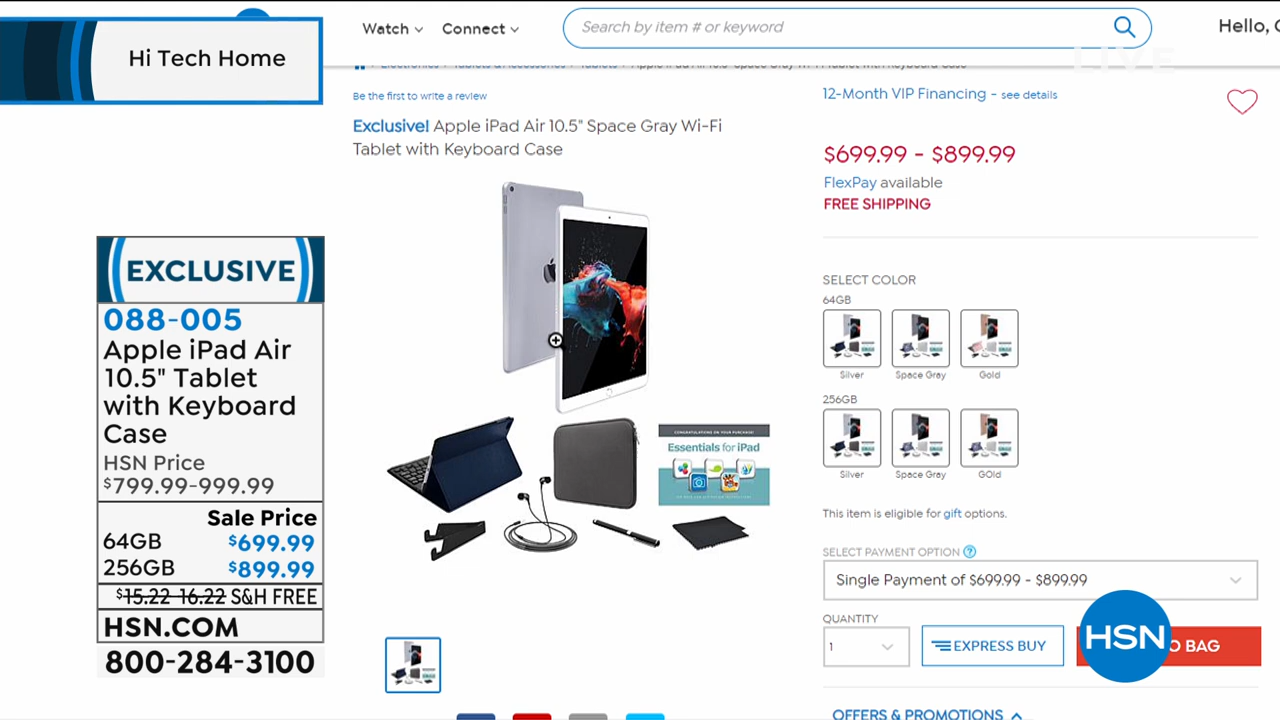 Hi Tech Home
Watch
Connect
Search by item # or keyword
Hello,
LIVE
Be the first to write a review
Exclusive! Apple iPad Air 10.5" Space Gray Wi-Fi
Tablet with Keyboard Case
12-Month VIP Financing - see details
$699.99 - $899.99
FlexPay available
FREE SHIPPING
EXCLUSIVE
088-005
Apple iPad Air
10.5" Tablet
with Keyboard
Case
HSN Price
$799.99-999.99
Sale Price
64GB $699.99
256GB $899.99
$15.22-16.22 S&H FREE
HSN.COM
800-284-3100
CONGRATULATIONS ON YOUR PURCHASE!
Essentials for iPad
SELECT COLOR
64GB
Silver
Space Gray
Gold
256GB
Silver
Space Gray
GOld
This item is eligible for gift options.
SELECT PAYMENT OPTION ?
Single Payment of $699.99 - $899.99
QUANTITY
1
EXPRESS BUY
HSN
O BAG
OFFERS & PROMOTIONS